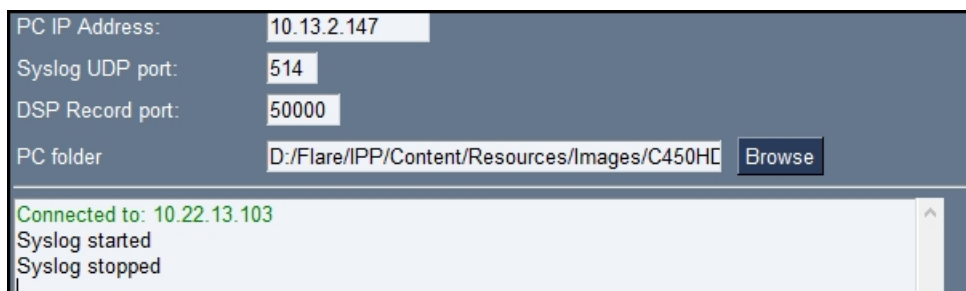 PC IP Address: 10.13.2.147
Syslog UDP port: 514
DSP Record port: 50000
PC folder D:/Flare/IPP/Content/Resources/Images/C450HD Browse
Connected to: 10.22.13.103
Syslog started
Syslog stopped